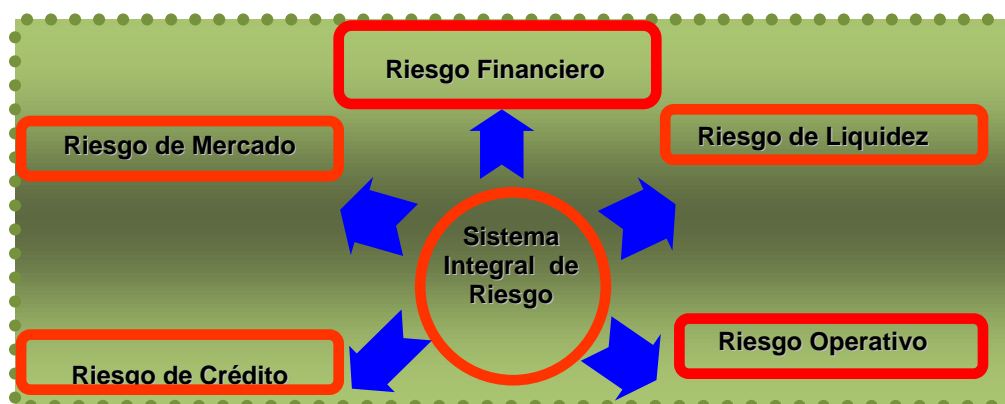 Riesgo Financiero
Riesgo de Mercado
Riesgo de Liquidez
Sistema
Integral de
Riesgo
Riesgo Operativo
Riesgo de Crédito